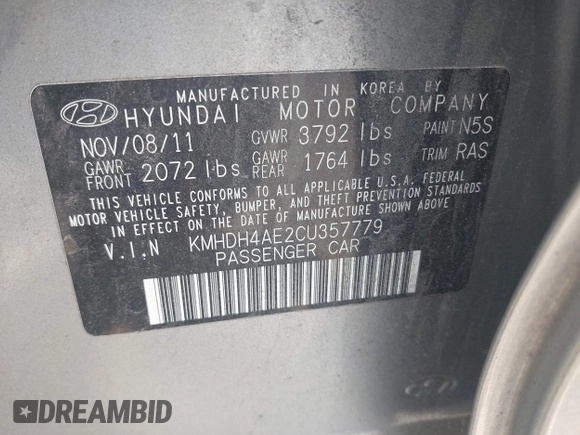 MANUFACTURED IN KOREA BY
HYUNDAI MOTOR COMPANY
NOV/08/11 GVWR 3792 lbs PAINT N5S
GAWR FRONT 2072 lbs GAWR REAR 1764 lbs TRIM RAS
THIS VEHICLE CONFORMS TO ALL APPLICABLE U.S.A. FEDERAL
MOTOR VEHICLE SAFETY, BUMPER, AND THEFT PREVENTION STANDARDS
IN EFFECT ON THE DATE OF MANUFACTURE SHOWN ABOVE.
V.I.N KMHDH4AE2CU357779
PASSENGER CAR
DREAMBID